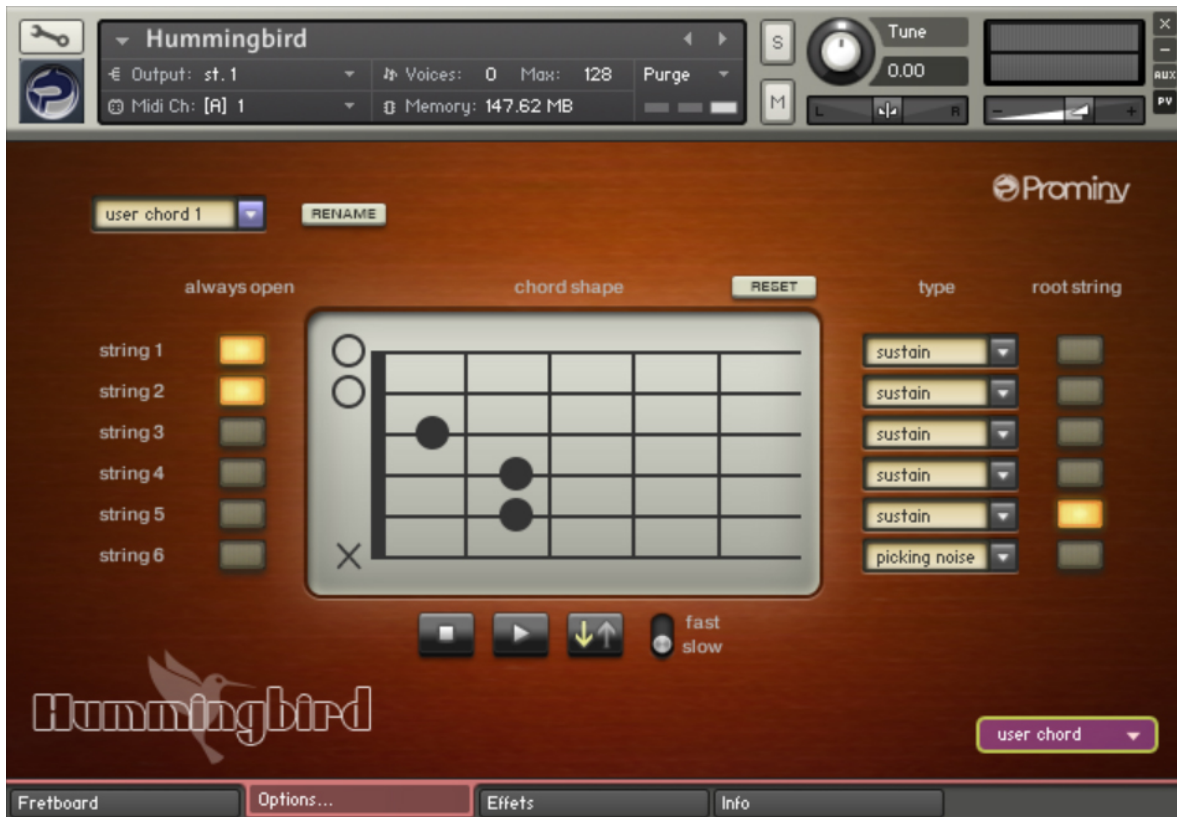 Hummingbird
S
Tune
Output: st.1
Voices: 0 Max: 128
Purge
0.00
AUX
Midi Ch: [A] 1
Memory: 147.62 MB
M
L
R
PV
Prominy
user chord 1
RENAME
always open
chord shape
RESET
type
root string
string 1
sustain
string 2
sustain
string 3
sustain
string 4
sustain
string 5
sustain
string 6
picking noise
fast
slow
Hummingbird
user chord
Fretboard
Options...
Effets
Info